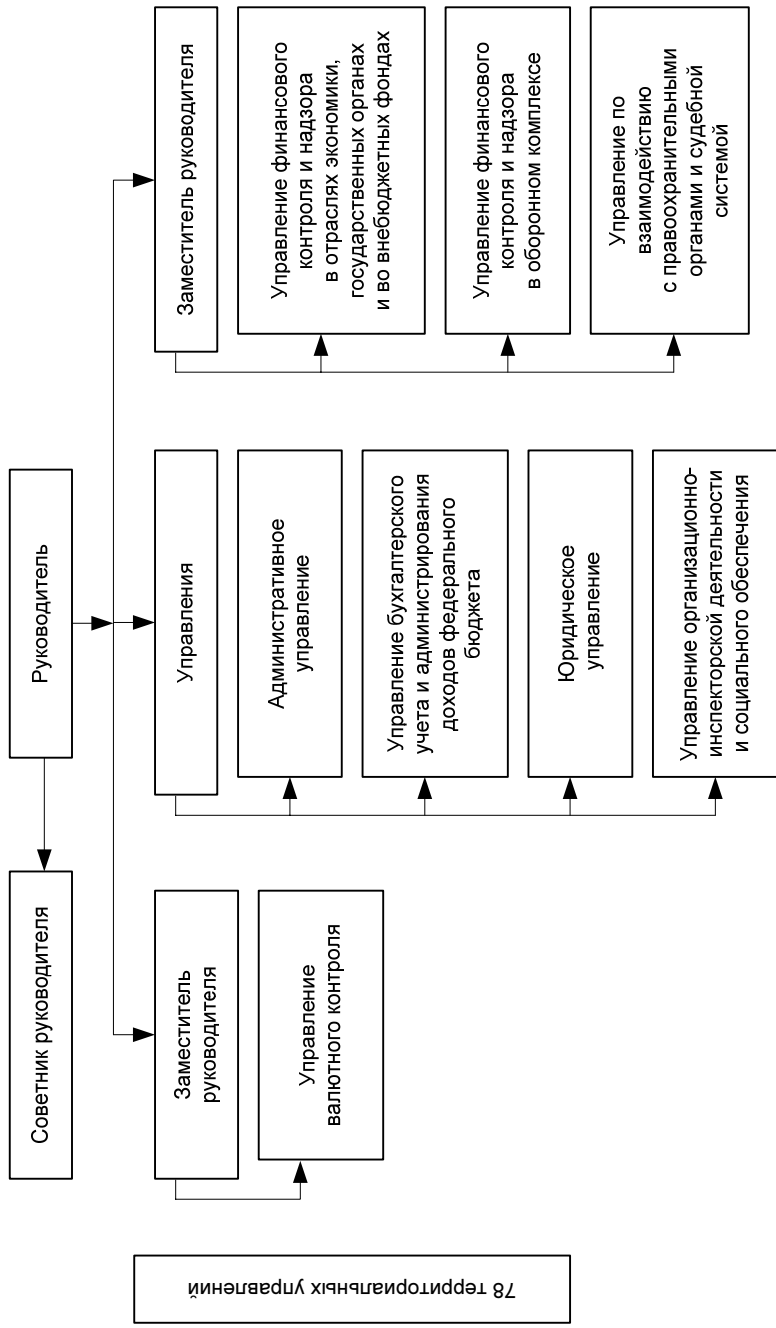 Советник руководителя
Руководитель
Заместитель
руководителя
Управление
валютного контроля
Управления
Административное
управление
Управление бухгалтерского
учета и администрирования
доходов федерального
бюджета
Юридическое
управление
Управление организационно-
инспекторской деятельности
и социального обеспечения
Заместитель руководителя
Управление финансового
контроля и надзора
в отраслях экономики,
государственных органах
и во внебюджетных фондах
Управление финансового
контроля и надзора
в оборонном комплексе
Управление по
взаимодействию
с правоохранительными
органами и судебной
системой
78 территориальных управлений